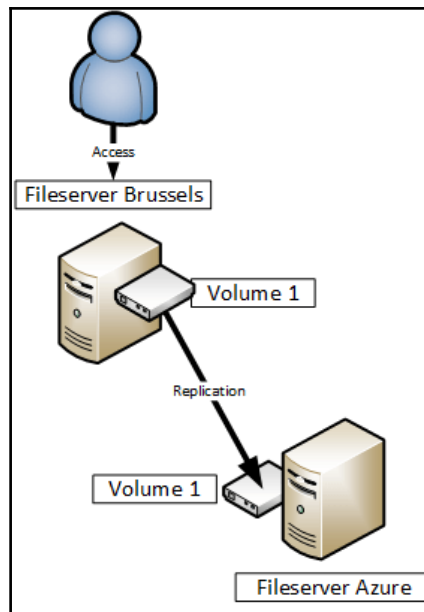 Access
Fileserver Brussels
Volume 1
Replication
Volume 1
Fileserver Azure